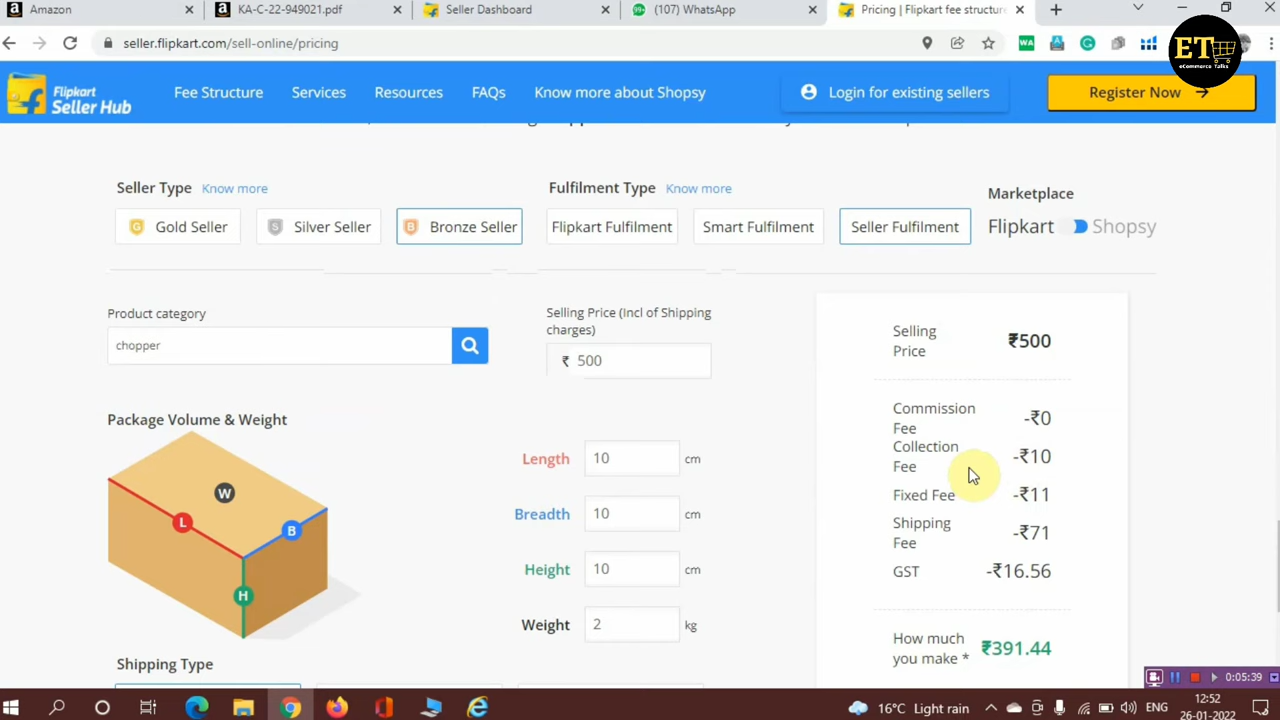 Amazon
KA-C-22-949021.pdf
Seller Dashboard
(107) WhatsApp
Pricing | Flipkart fee structure
seller.flipkart.com/sell-online/pricing
ET
eCommerce Talks
Flipkart
Seller Hub
Fee Structure
Services
Resources
FAQs
Know more about Shopsy
Login for existing sellers
Register Now
Seller Type Know more
Fulfilment Type Know more
Marketplace
G Gold Seller
S Silver Seller
B Bronze Seller
Flipkart Fulfilment
Smart Fulfilment
Seller Fulfilment
Flipkart Shopsy
Product category
chopper
Selling Price (Incl of Shipping
charges)
₹ 500
Selling
Price
₹500
Commission
Fee
-₹0
Collection
Fee
-₹10
Fixed Fee
-₹11
Shipping
Fee
-₹71
GST
-₹16.56
How much
you make *
₹391.44
Package Volume & Weight
W
L
B
H
Length 10 cm
Breadth 10 cm
Height 10 cm
Weight 2 kg
Shipping Type
0:05:39
16°C Light rain
ENG
12:52
26-01-2022